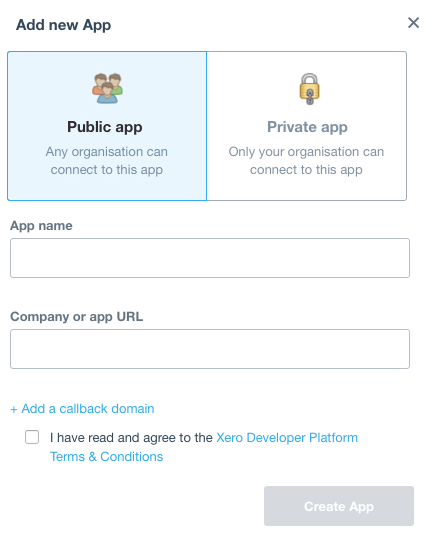 Add new App
Public app
Any organisation can
connect to this app
Private app
Only your organisation can
connect to this app
App name
Company or app URL
+ Add a callback domain
I have read and agree to the Xero Developer Platform
Terms & Conditions
Create App